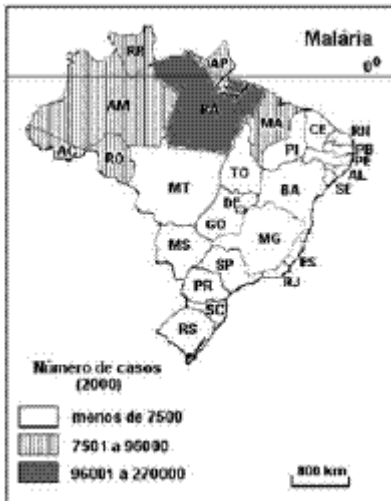 Malária
0º
RR
AP
AM
PA
MA
CE
RN
PB
PE
AL
SE
PI
AC
RO
TO
BA
MT
DF
GO
MG
MS
ES
SP
RJ
PR
SC
RS
Número de casos
(2000)
menos de 7500
7501 a 96000
96001 a 270000
800 km